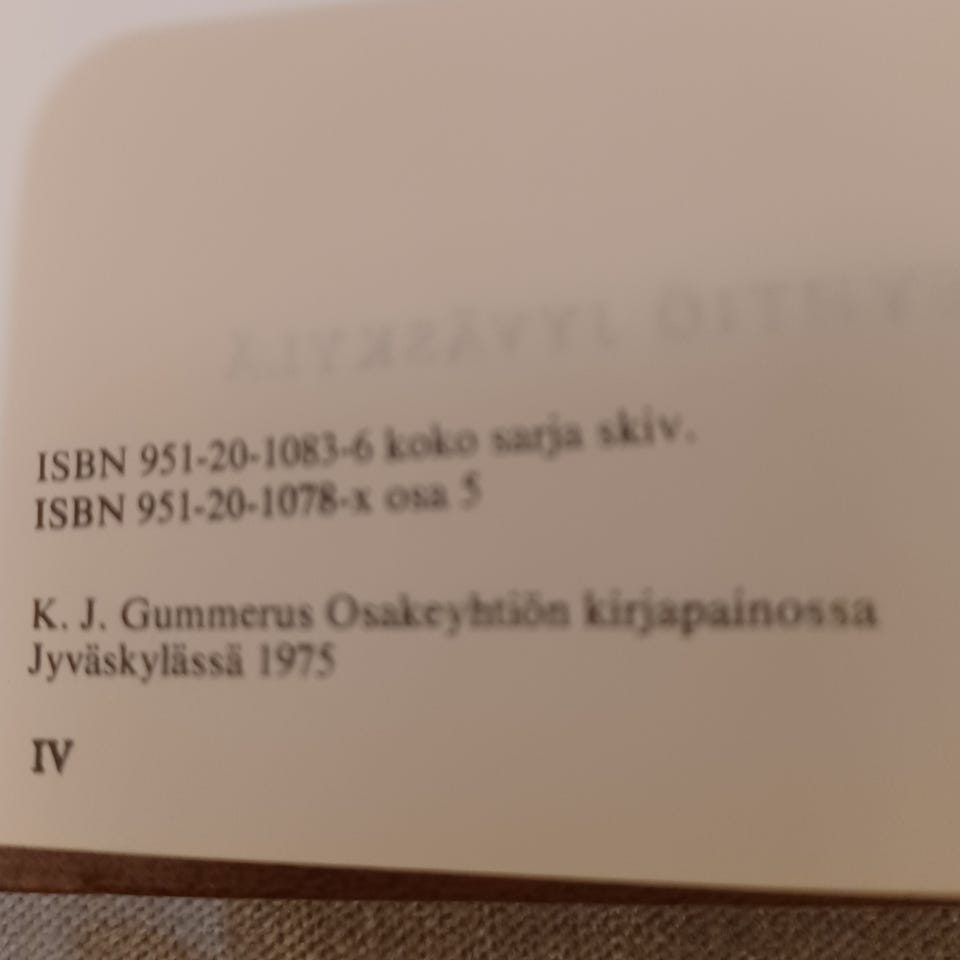 ISBN 951-20-1083-6 koko sarja skiv.
ISBN 951-20-1078-x osa 5
K. J. Gummerus Osakeyhtiön kirjapainossa
Jyväskylässä 1975
IV